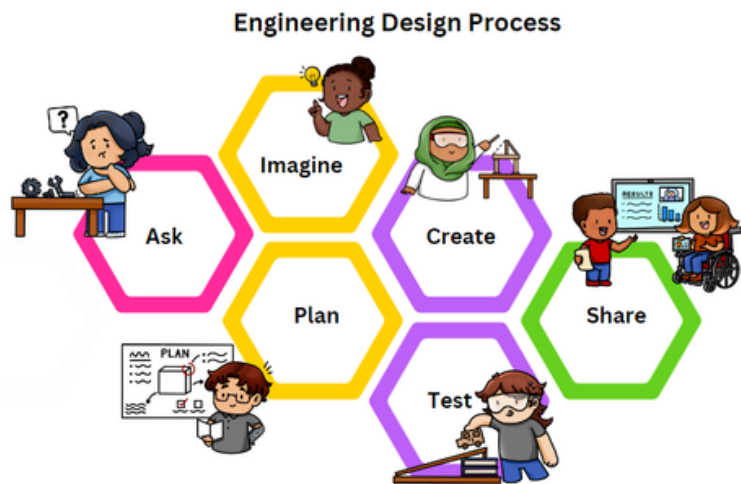 Engineering Design Process
?
Imagine
Ask
Create
RESULTS
Plan
Share
PLAN
Test